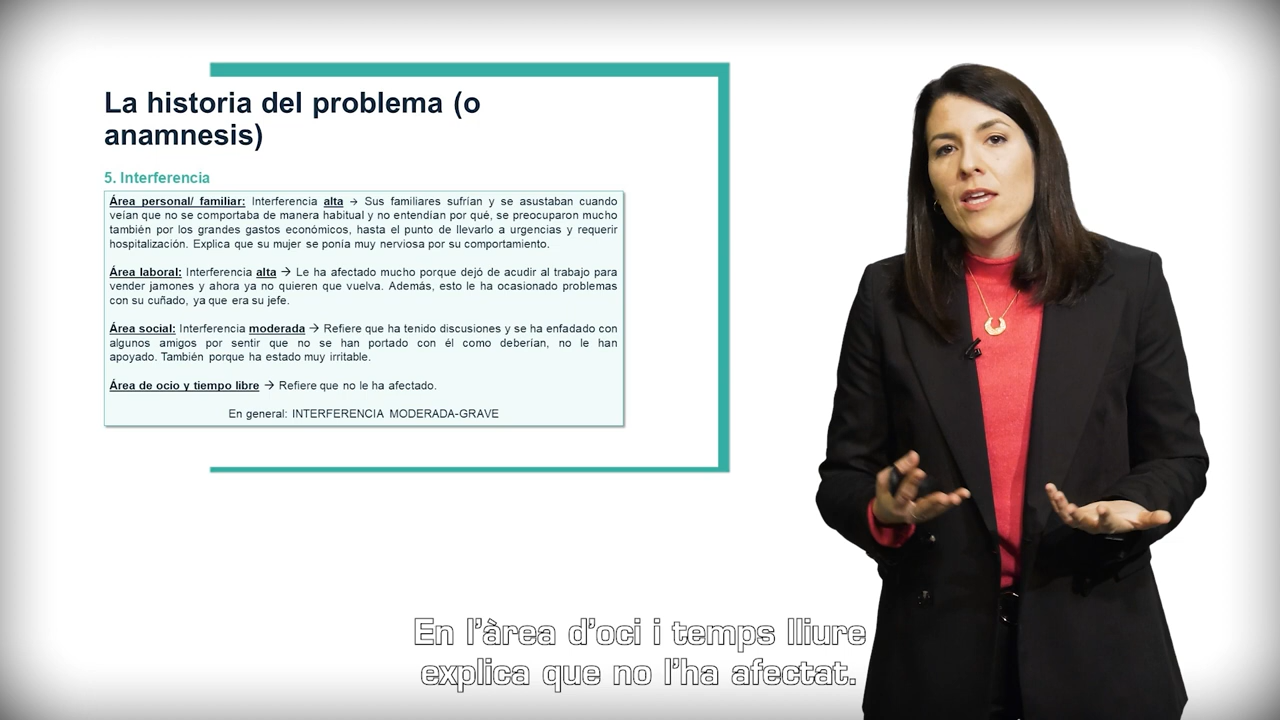 La historia del problema (o
anamnesis)
5. Interferencia
Área personal/ familiar: Interferencia alta → Sus familiares sufrían y se asustaban cuando
veían que no se comportaba de manera habitual y no entendían por qué, se preocuparon mucho
también por los grandes gastos económicos, hasta el punto de llevarlo a urgencias y requerir
hospitalización. Explica que su mujer se ponía muy nerviosa por su comportamiento.
Área laboral: Interferencia alta → Le ha afectado mucho porque dejó de acudir al trabajo para
vender jamones y ahora ya no quieren que vuelva. Además, esto le ha ocasionado problemas
con su cuñado, ya que era su jefe.
Área social: Interferencia moderada → Refiere que ha tenido discusiones y se ha enfadado con
algunos amigos por sentir que no se han portado con él como deberían, no le han
apoyado. También porque ha estado muy irritable.
Área de ocio y tiempo libre → Refiere que no le ha afectado.
En general: INTERFERENCIA MODERADA-GRAVE
En l'àrea d'oci i temps lliure
explica que no l'ha afectat.